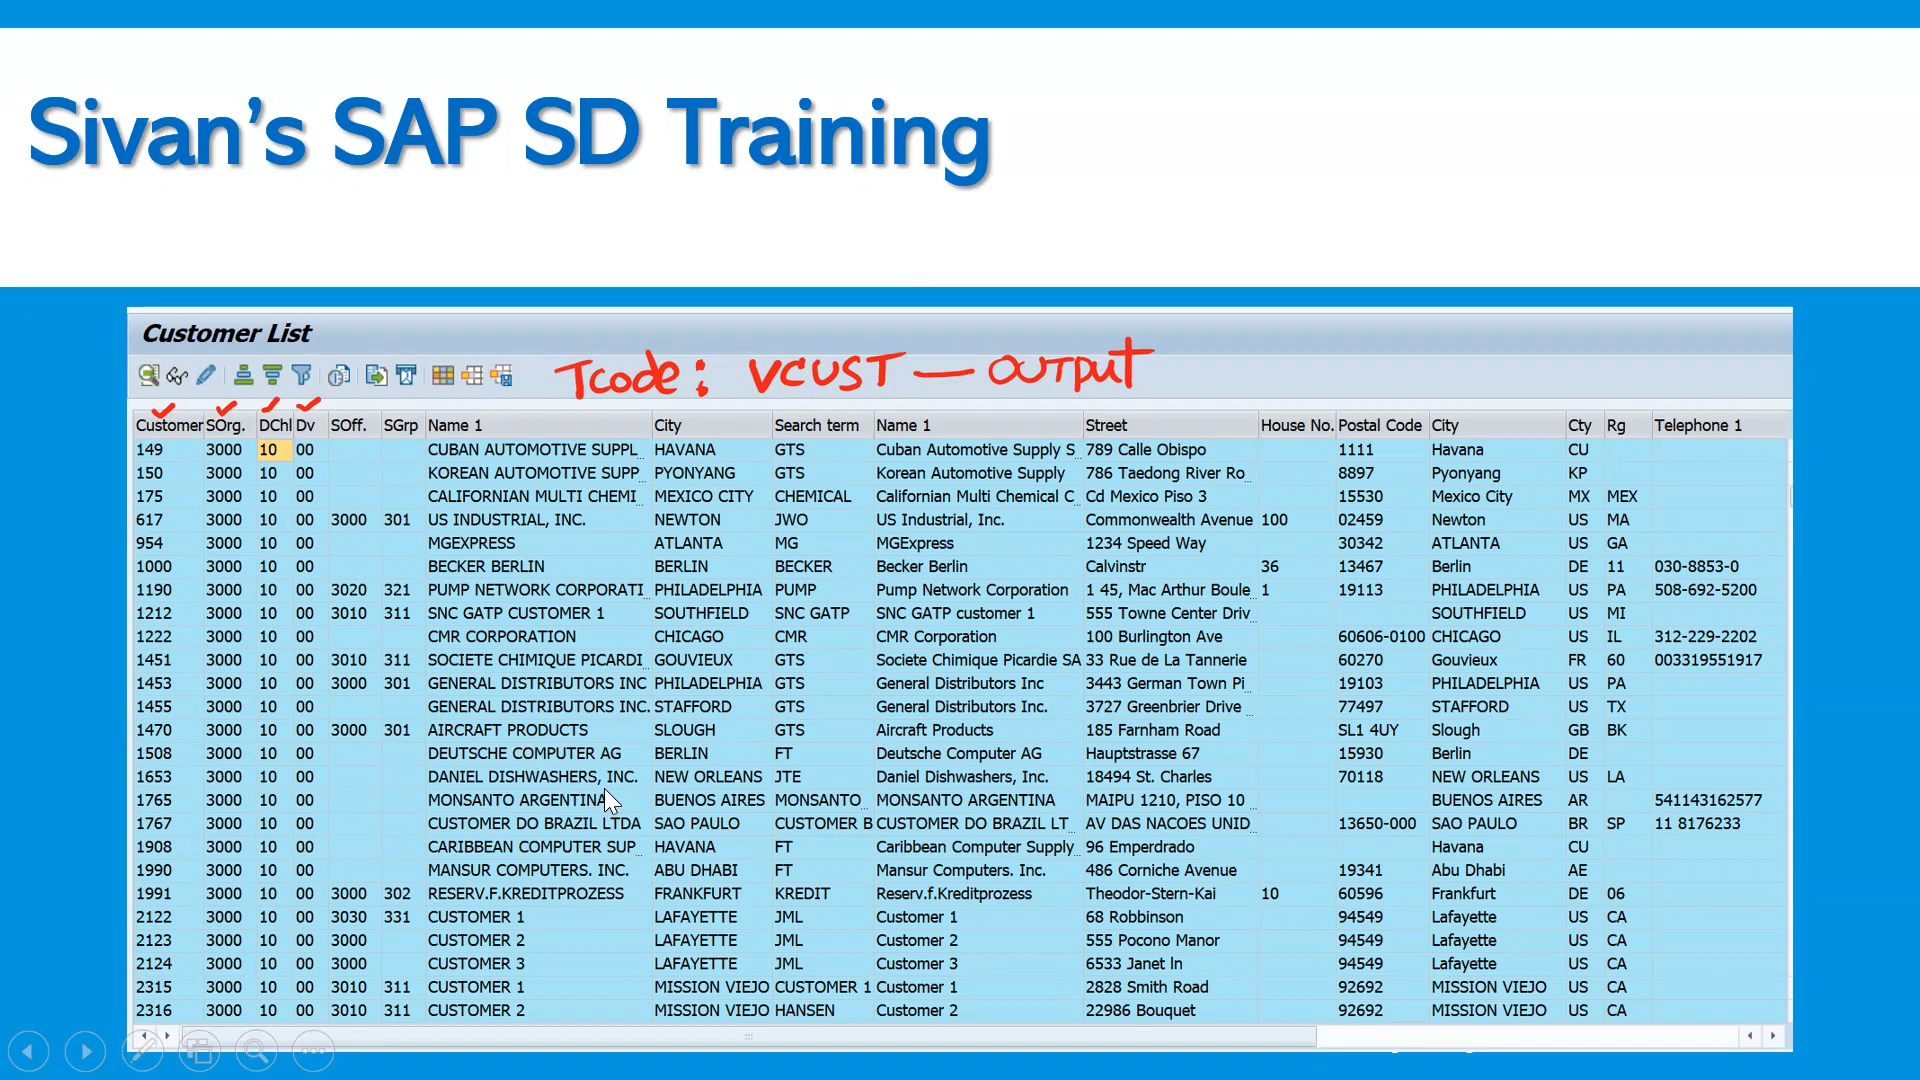 Sivan's SAP SD Training
Customer List
Tcode: VCUST — OUTPUT
Customer SOrg. DChl Dv SOff. SGrp Name 1 City Search term Name 1 Street House No. Postal Code City Cty Rg Telephone 1
149 3000 10 00 CUBAN AUTOMOTIVE SUPPL HAVANA GTS Cuban Automotive Supply S 789 Calle Obispo 1111 Havana CU
150 3000 10 00 KOREAN AUTOMOTIVE SUPP PYONYANG GTS Korean Automotive Supply 786 Taedong River Ro 8897 Pyonyang KP
175 3000 10 00 CALIFORNIAN MULTI CHEMI MEXICO CITY CHEMICAL Californian Multi Chemical C Cd Mexico Piso 3 15530 Mexico City MX MEX
617 3000 10 00 3000 301 US INDUSTRIAL, INC. NEWTON JWO US Industrial, Inc. Commonwealth Avenue 100 02459 Newton US MA
954 3000 10 00 MGEXPRESS ATLANTA MG MGExpress 1234 Speed Way 30342 ATLANTA US GA
1000 3000 10 00 BECKER BERLIN BERLIN BECKER Becker Berlin Calvinstr 36 13467 Berlin DE 11 030-8853-0
1190 3000 10 00 3020 321 PUMP NETWORK CORPORATI PHILADELPHIA PUMP Pump Network Corporation 1 45, Mac Arthur Boule 1 19113 PHILADELPHIA US PA 508-692-5200
1212 3000 10 00 3010 311 SNC GATP CUSTOMER 1 SOUTHFIELD SNC GATP SNC GATP customer 1 555 Towne Center Driv SOUTHFIELD US MI
1222 3000 10 00 CMR CORPORATION CHICAGO CMR CMR Corporation 100 Burlington Ave 60606-0100 CHICAGO US IL 312-229-2202
1451 3000 10 00 3010 311 SOCIETE CHIMIQUE PICARDI GOUVIEUX GTS Societe Chimique Picardie SA 33 Rue de La Tannerie 60270 Gouvieux FR 60 003319551917
1453 3000 10 00 3000 301 GENERAL DISTRIBUTORS INC PHILADELPHIA GTS General Distributors Inc 3443 German Town Pi 19103 PHILADELPHIA US PA
1455 3000 10 00 GENERAL DISTRIBUTORS INC. STAFFORD GTS General Distributors Inc. 3727 Greenbrier Drive 77497 STAFFORD US TX
1470 3000 10 00 3000 301 AIRCRAFT PRODUCTS SLOUGH GTS Aircraft Products 185 Farnham Road SL1 4UY Slough GB BK
1508 3000 10 00 DEUTSCHE COMPUTER AG BERLIN FT Deutsche Computer AG Hauptstrasse 67 15930 Berlin DE
1653 3000 10 00 DANIEL DISHWASHERS, INC. NEW ORLEANS JTE Daniel Dishwashers, Inc. 18494 St. Charles 70118 NEW ORLEANS US LA
1765 3000 10 00 MONSANTO ARGENTINA BUENOS AIRES MONSANTO MONSANTO ARGENTINA MAIPU 1210, PISO 10 BUENOS AIRES AR 541143162577
1767 3000 10 00 CUSTOMER DO BRAZIL LTDA SAO PAULO CUSTOMER B CUSTOMER DO BRAZIL LT AV DAS NACOES UNID 13650-000 SAO PAULO BR SP 11 8176233
1908 3000 10 00 CARIBBEAN COMPUTER SUP HAVANA FT Caribbean Computer Supply 96 Emperdrado Havana CU
1990 3000 10 00 MANSUR COMPUTERS. INC. ABU DHABI FT Mansur Computers. Inc. 486 Corniche Avenue 19341 Abu Dhabi AE
1991 3000 10 00 3000 302 RESERV.F.KREDITPROZESS FRANKFURT KREDIT Reserv.f.Kreditprozess Theodor-Stern-Kai 10 60596 Frankfurt DE 06
2122 3000 10 00 3030 331 CUSTOMER 1 LAFAYETTE JML Customer 1 68 Robbinson 94549 Lafayette US CA
2123 3000 10 00 3000 CUSTOMER 2 LAFAYETTE JML Customer 2 555 Pocono Manor 94549 Lafayette US CA
2124 3000 10 00 3000 CUSTOMER 3 LAFAYETTE JML Customer 3 6533 Janet ln 94549 Lafayette US CA
2315 3000 10 00 3010 311 CUSTOMER 1 MISSION VIEJO CUSTOMER 1 Customer 1 2828 Smith Road 92692 MISSION VIEJO US CA
2316 3000 10 00 3010 311 CUSTOMER 2 MISSION VIEJO HANSEN Customer 2 22986 Bouquet 92692 MISSION VIEJO US CA